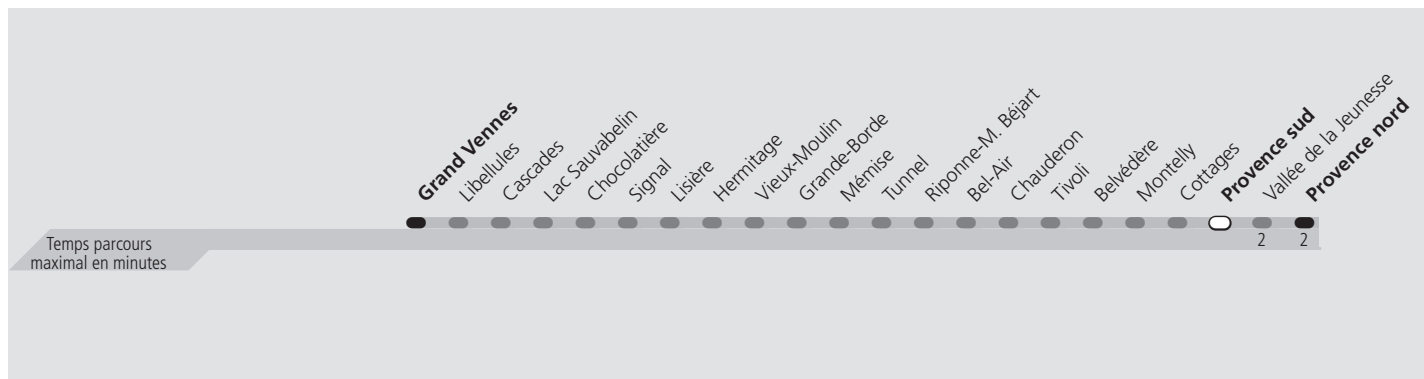 Grand Vennes
Libellules
Cascades
Lac Sauvabelin
Chocolatière
Signal
Lisière
Hermitage
Vieux-Moulin
Grande-Borde
Mémise
Tunnel
Riponne-M. Béjart
Bel-Air
Chauderon
Tivoli
Belvédère
Montelly
Cottages
Provence sud
Vallée de la Jeunesse
Provence nord
Temps parcours
maximal en minutes
2 2